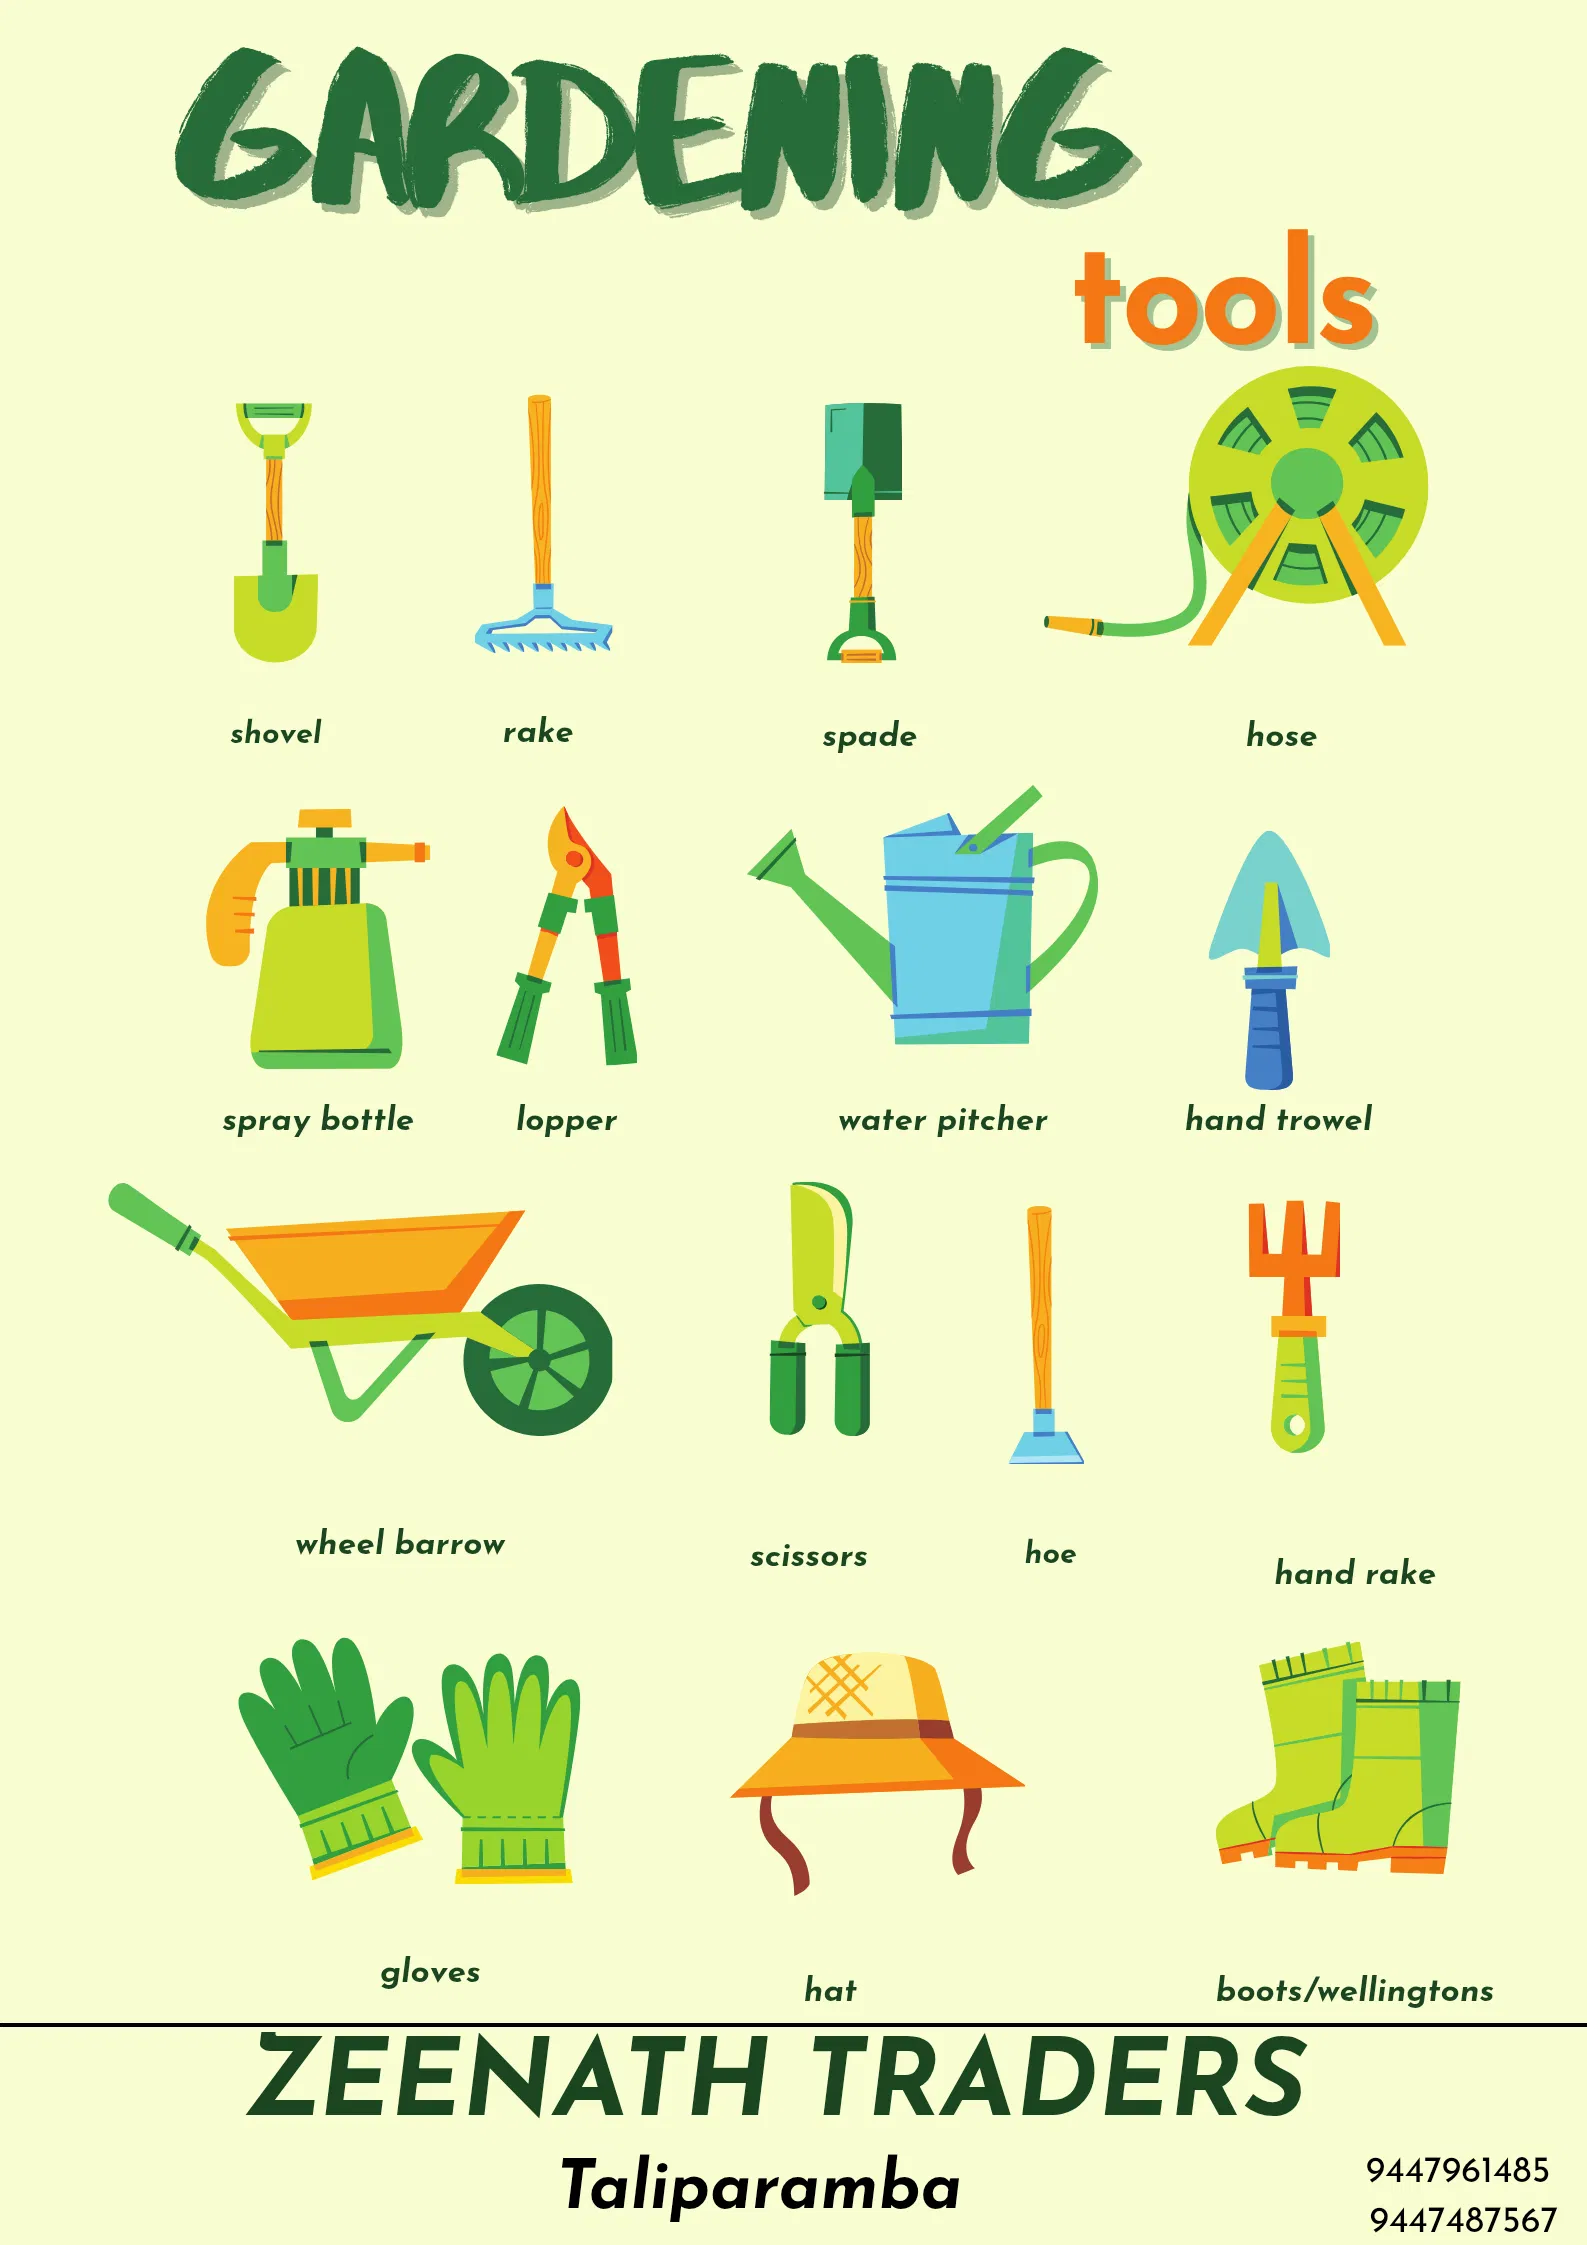 GARDENING
tools
shovel
rake
spade
hose
spray bottle
lopper
water pitcher
hand trowel
wheel barrow
scissors
hoe
hand rake
gloves
hat
boots/wellingtons
ZEENATH TRADERS
Taliparamba
9447961485
9447487567